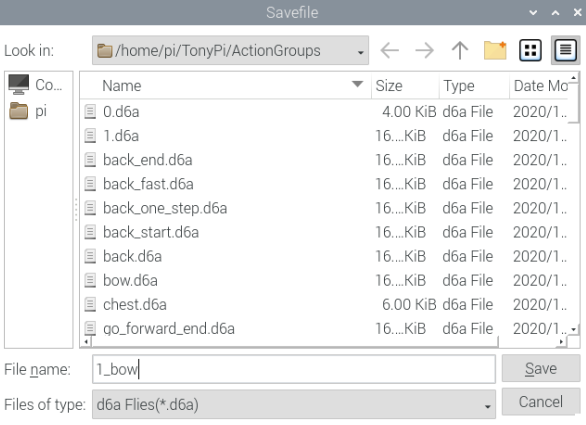 Savefile
Look in: /home/pi/TonyPi/ActionGroups
Co...
pi
Name Size Type Date Mo
0.d6a 4.00 KiB d6a File 2020/1..
1.d6a 16....KiB d6a File 2020/1..
back_end.d6a 16....KiB d6a File 2020/1..
back_fast.d6a 16....KiB d6a File 2020/1..
back_one_step.d6a 16....KiB d6a File 2020/1..
back_start.d6a 16....KiB d6a File 2020/1..
back.d6a 16....KiB d6a File 2020/1..
bow.d6a 16....KiB d6a File 2020/1..
chest.d6a 6.00 KiB d6a File 2020/1..
go_forward_end.d6a 16....KiB d6a File 2020/1..
File name: 1_bow Save
Files of type: d6a Flies(*.d6a) Cancel